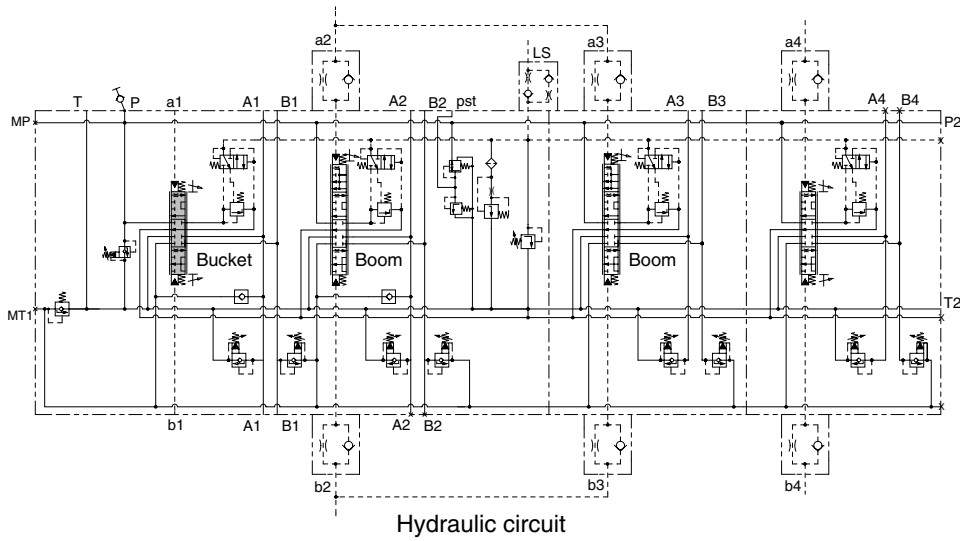 a2 a3 a4
LS
T P a1 A1 B1 A2 B2 pst A3 B3 A4 B4
MP P2
Bucket Boom Boom
MT1 T2
b1 A1 B1 A2 B2
b2 b3 b4
Hydraulic circuit